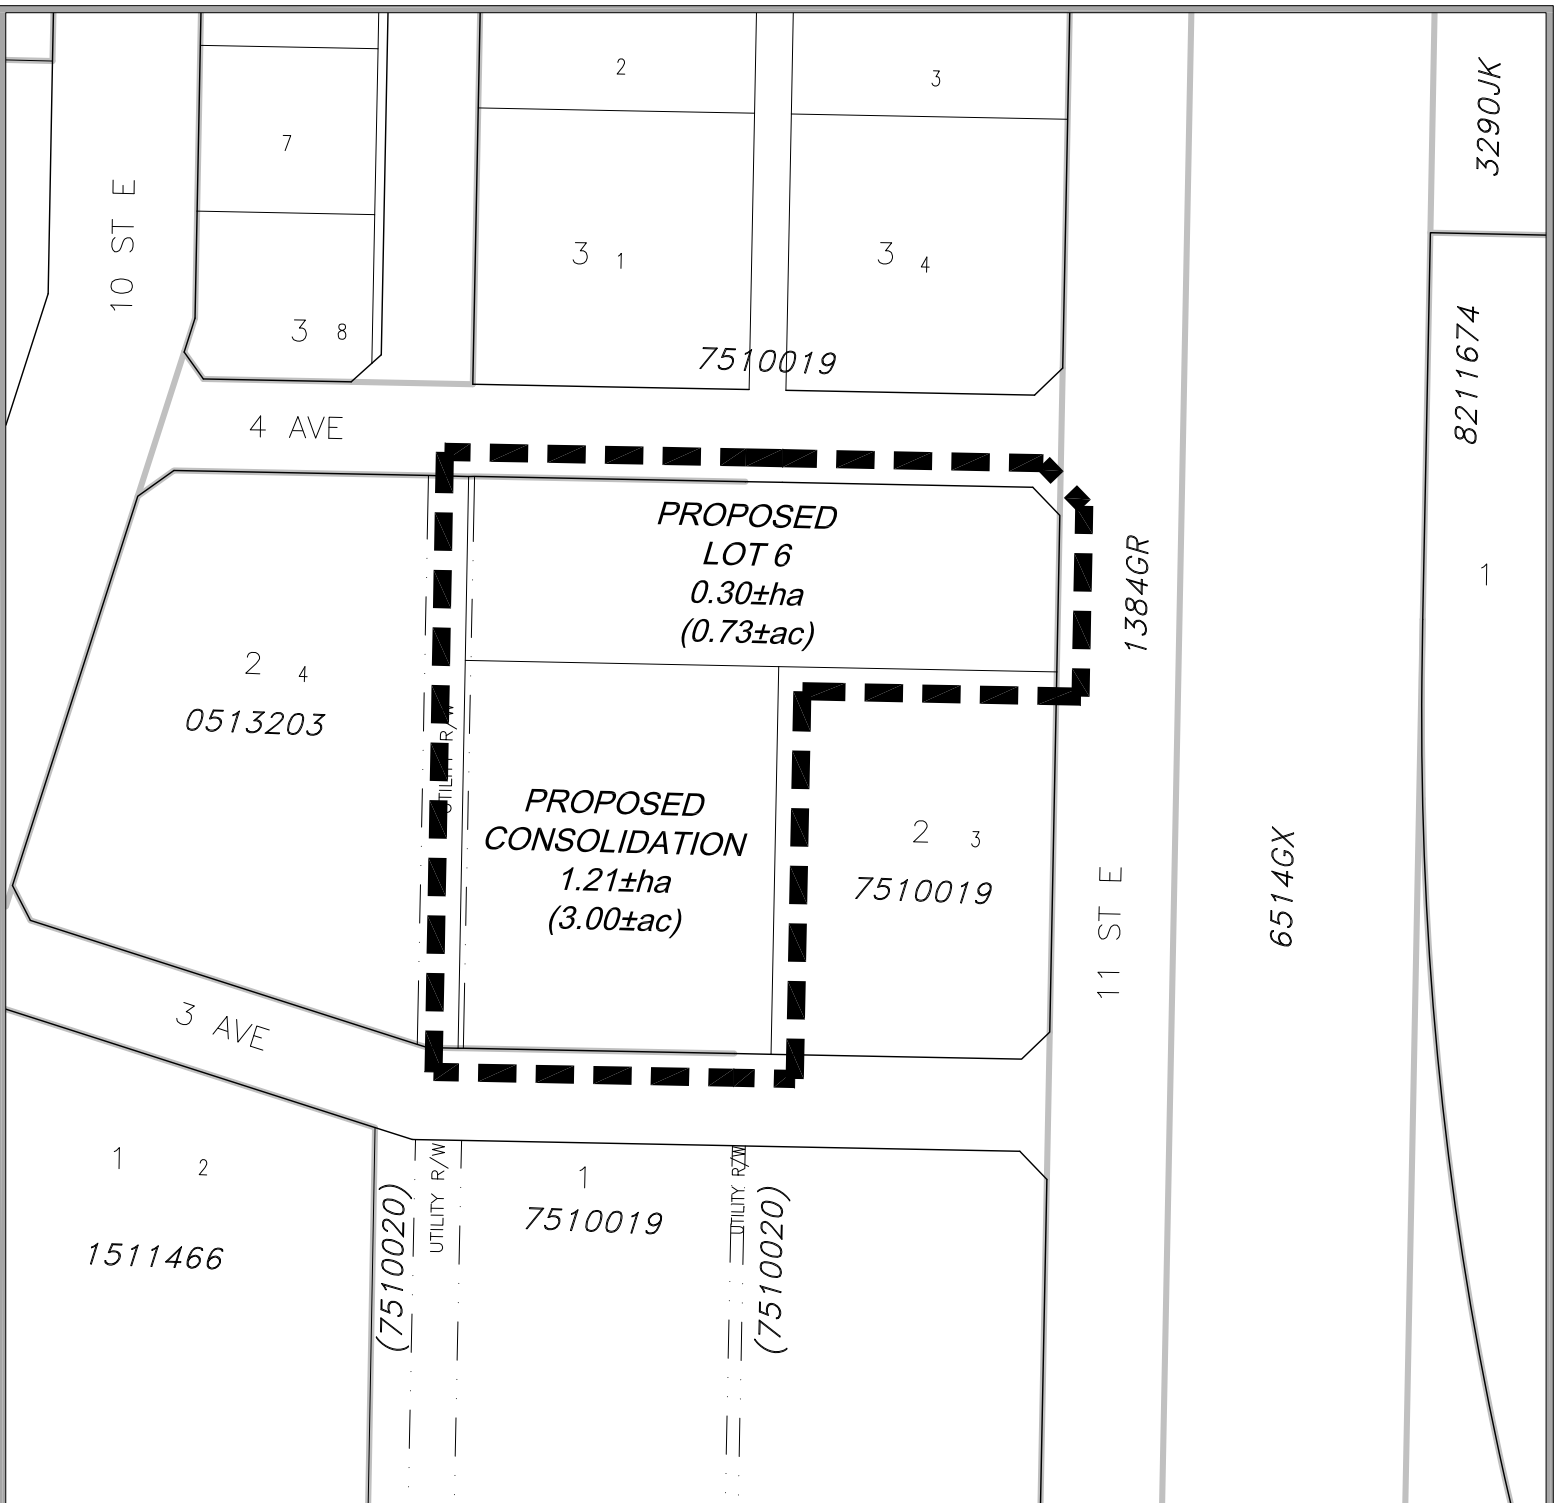 2
3
3290JK
7
10 ST E
3 1
3 4
3 8
7510019
8211674
4 AVE
PROPOSED
LOT 6
0.30±ha
(0.73±ac)
1384GR
1
2 4
0513203
UTILITY R/W
PROPOSED
CONSOLIDATION
1.21±ha
(3.00±ac)
2 3
7510019
11 ST E
6514GX
3 AVE
1 2
1511466
(7510020)
UTILITY R/W
1
7510019
UTILITY R/W
(7510020)